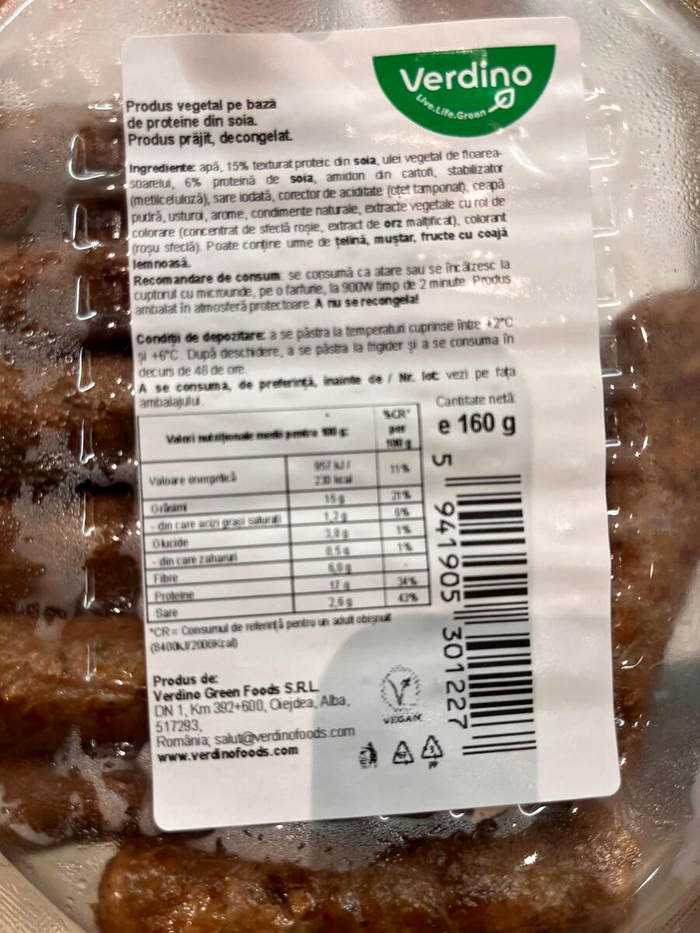 Verdino
Live.Life.Green
Produs vegetal pe bază
de proteine din soia.
Produs prăjit, decongelat.
Ingrediente: apă, 15% texturat proteic din soia, ulei vegetal de floarea-
soarelui, 6% proteină de soia, amidon din cartofi, stabilizator
(metilceluloză), sare iodată, corector de aciditate (oțet tamponat), ceapă
pudră, usturoi, arome, condimente naturale, extracte vegetale cu rol de
colorare (concentrat de sfeclă roșie, extract de orz maltificat), colorant
(roșu sfeclă). Poate conține urme de țelină, muștar, fructe cu coajă
lemnoasă.
Recomandare de consum: se consumă ca atare sau se încălzesc la
cuptorul cu microunde, pe o farfurie, la 900W timp de 2 minute. Produs
ambalat în atmosferă protectoare. A nu se recongela!
Condiții de depozitare: a se păstra la temperaturi cuprinse între +2°C
și +6°C. După deschidere, a se păstra la frigider și a se consuma în
decurs de 48 de ore.
A se consuma, de preferință, înainte de / Nr. lot: vezi pe fața
ambalajului.
Cantitate netă:
e 160 g
Valori nutriționale medii pentru 100 g: %CR* per 100 g
Valoare energetică 957 kJ/ 230 kcal 11%
Grăsimi 15 g 21%
- din care acizi grași saturați 1,2 g 6%
Glucide 3,8 g 1%
- din care zaharuri 0,5 g 1%
Fibre 6,8 g -
Proteine 17 g 34%
Sare 2,6 g 43%
*CR = Consumul de referință pentru un adult obișnuit
(8400kJ/2000Kcal)
5 941905 301227
Produs de:
Verdino Green Foods S.R.L
DN 1, Km 392+600, Oiejdea, Alba,
517293,
România; salut@verdinofoods.com
www.verdinofoods.com
VEGAN
5
PP